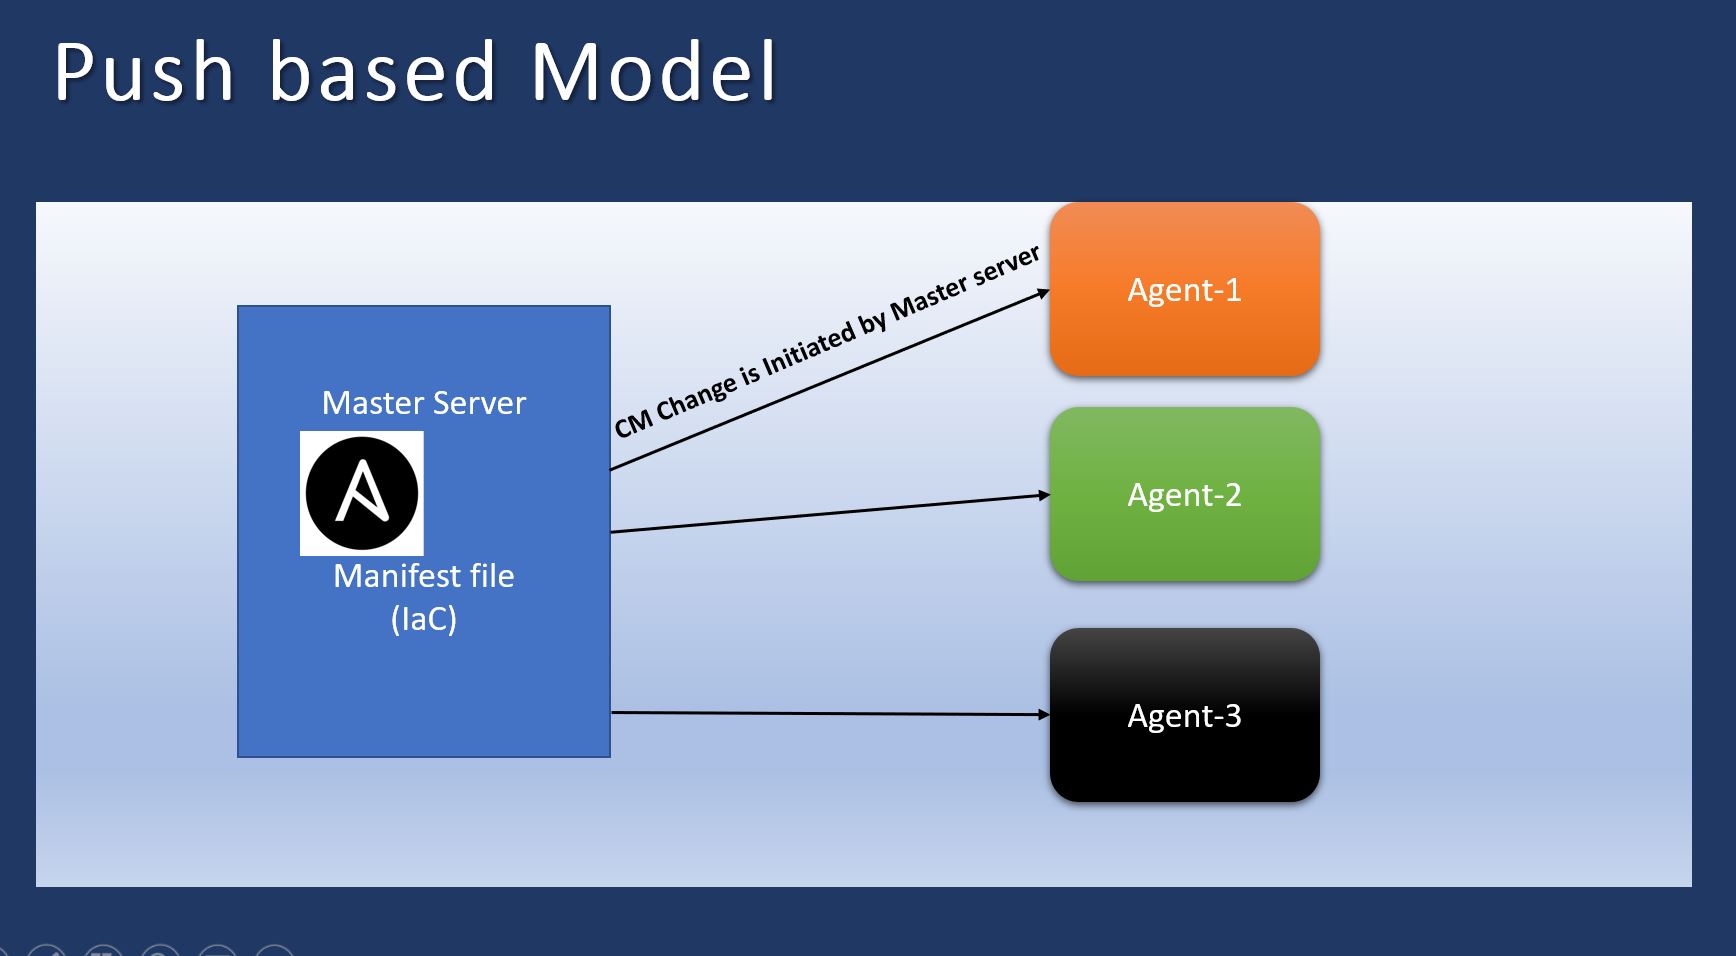 Push based Model
Master Server
Manifest file
(IaC)
CM Change is Initiated by Master server
Agent-1
Agent-2
Agent-3